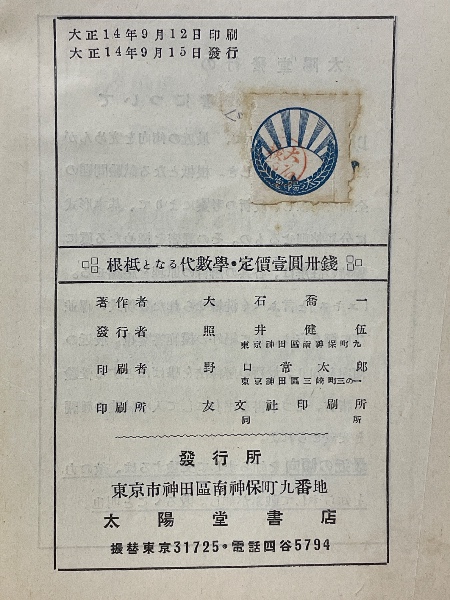 大正14年9月12日印刷
大正14年9月15日發行
根柢となる代數學・定價壹圓卅錢
著作者 大石喬一
發行者 照井健伍
東京神田區南神保町九
印刷者 野口常太郎
東京神田區三崎町三の一
印刷所 友文社印刷所
同所
發行所
東京市神田區南神保町九番地
太陽堂書店
振替東京31725・電話四谷5794